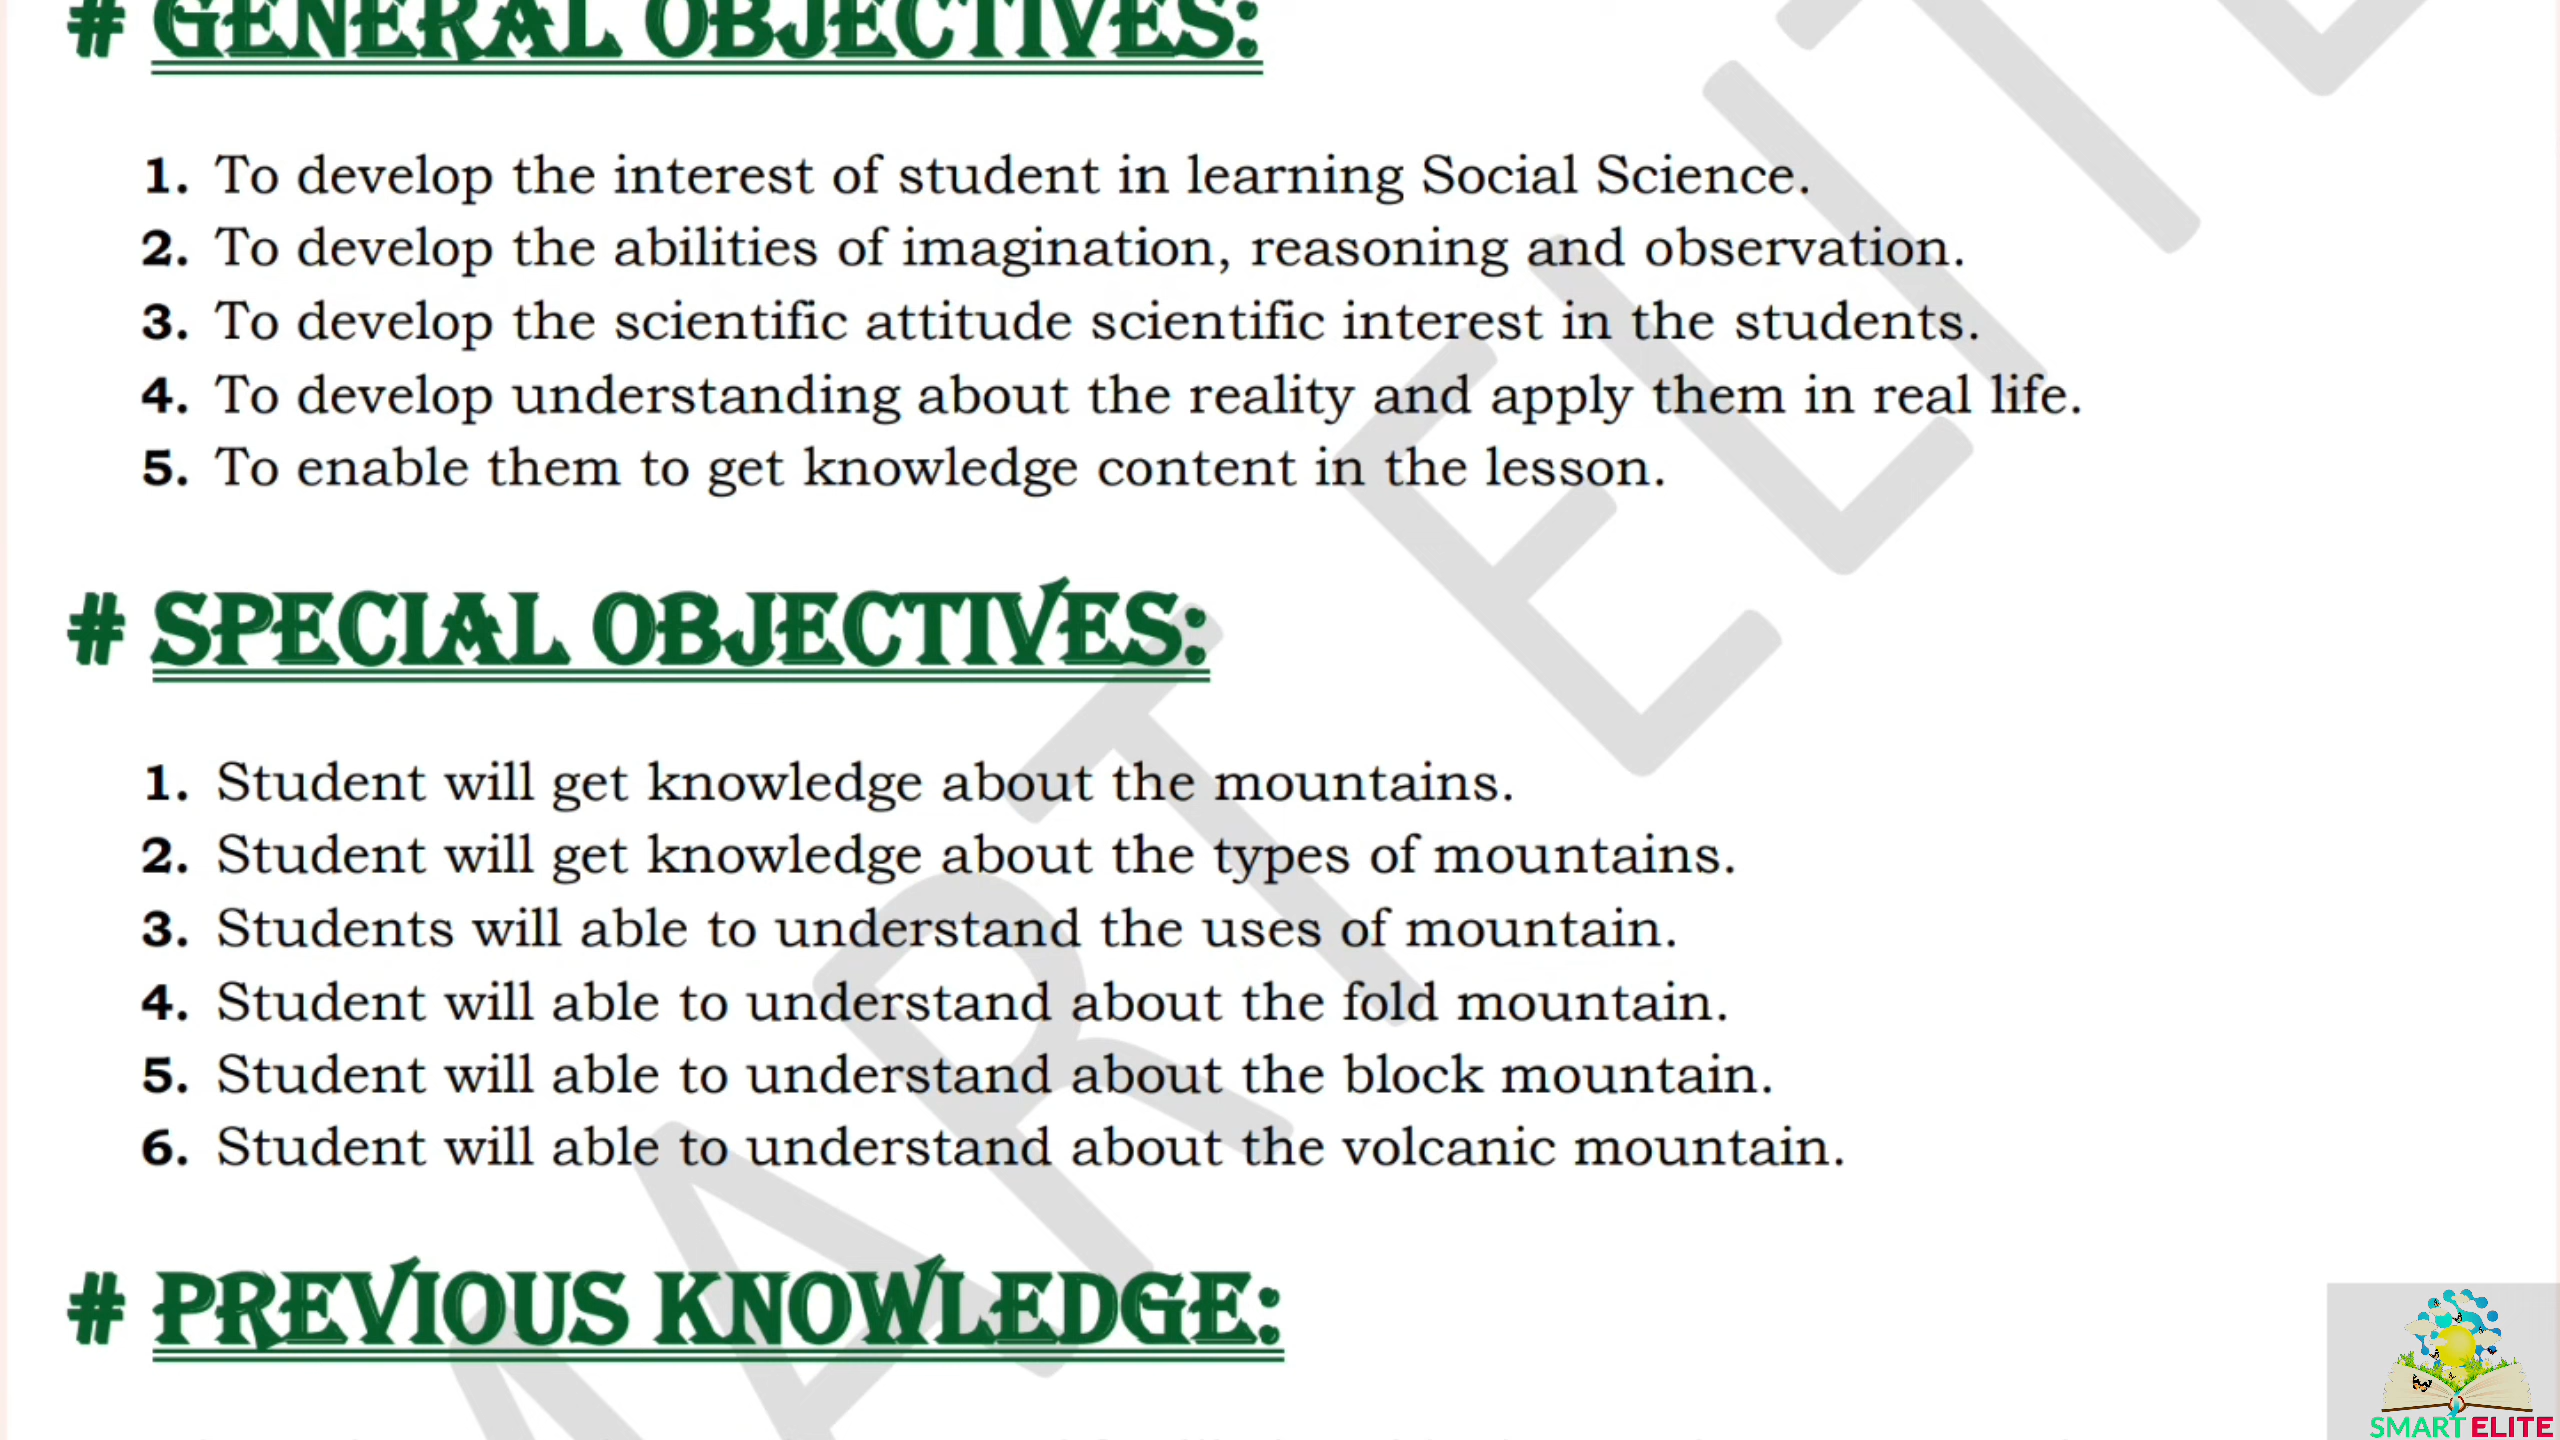 # GENERAL OBJECTIVES:
1. To develop the interest of student in learning Social Science.
2. To develop the abilities of imagination, reasoning and observation.
3. To develop the scientific attitude scientific interest in the students.
4. To develop understanding about the reality and apply them in real life.
5. To enable them to get knowledge content in the lesson.
# SPECIAL OBJECTIVES:
1. Student will get knowledge about the mountains.
2. Student will get knowledge about the types of mountains.
3. Students will able to understand the uses of mountain.
4. Student will able to understand about the fold mountain.
5. Student will able to understand about the block mountain.
6. Student will able to understand about the volcanic mountain.
# PREVIOUS KNOWLEDGE:
ART ELITE
SMART ELITE